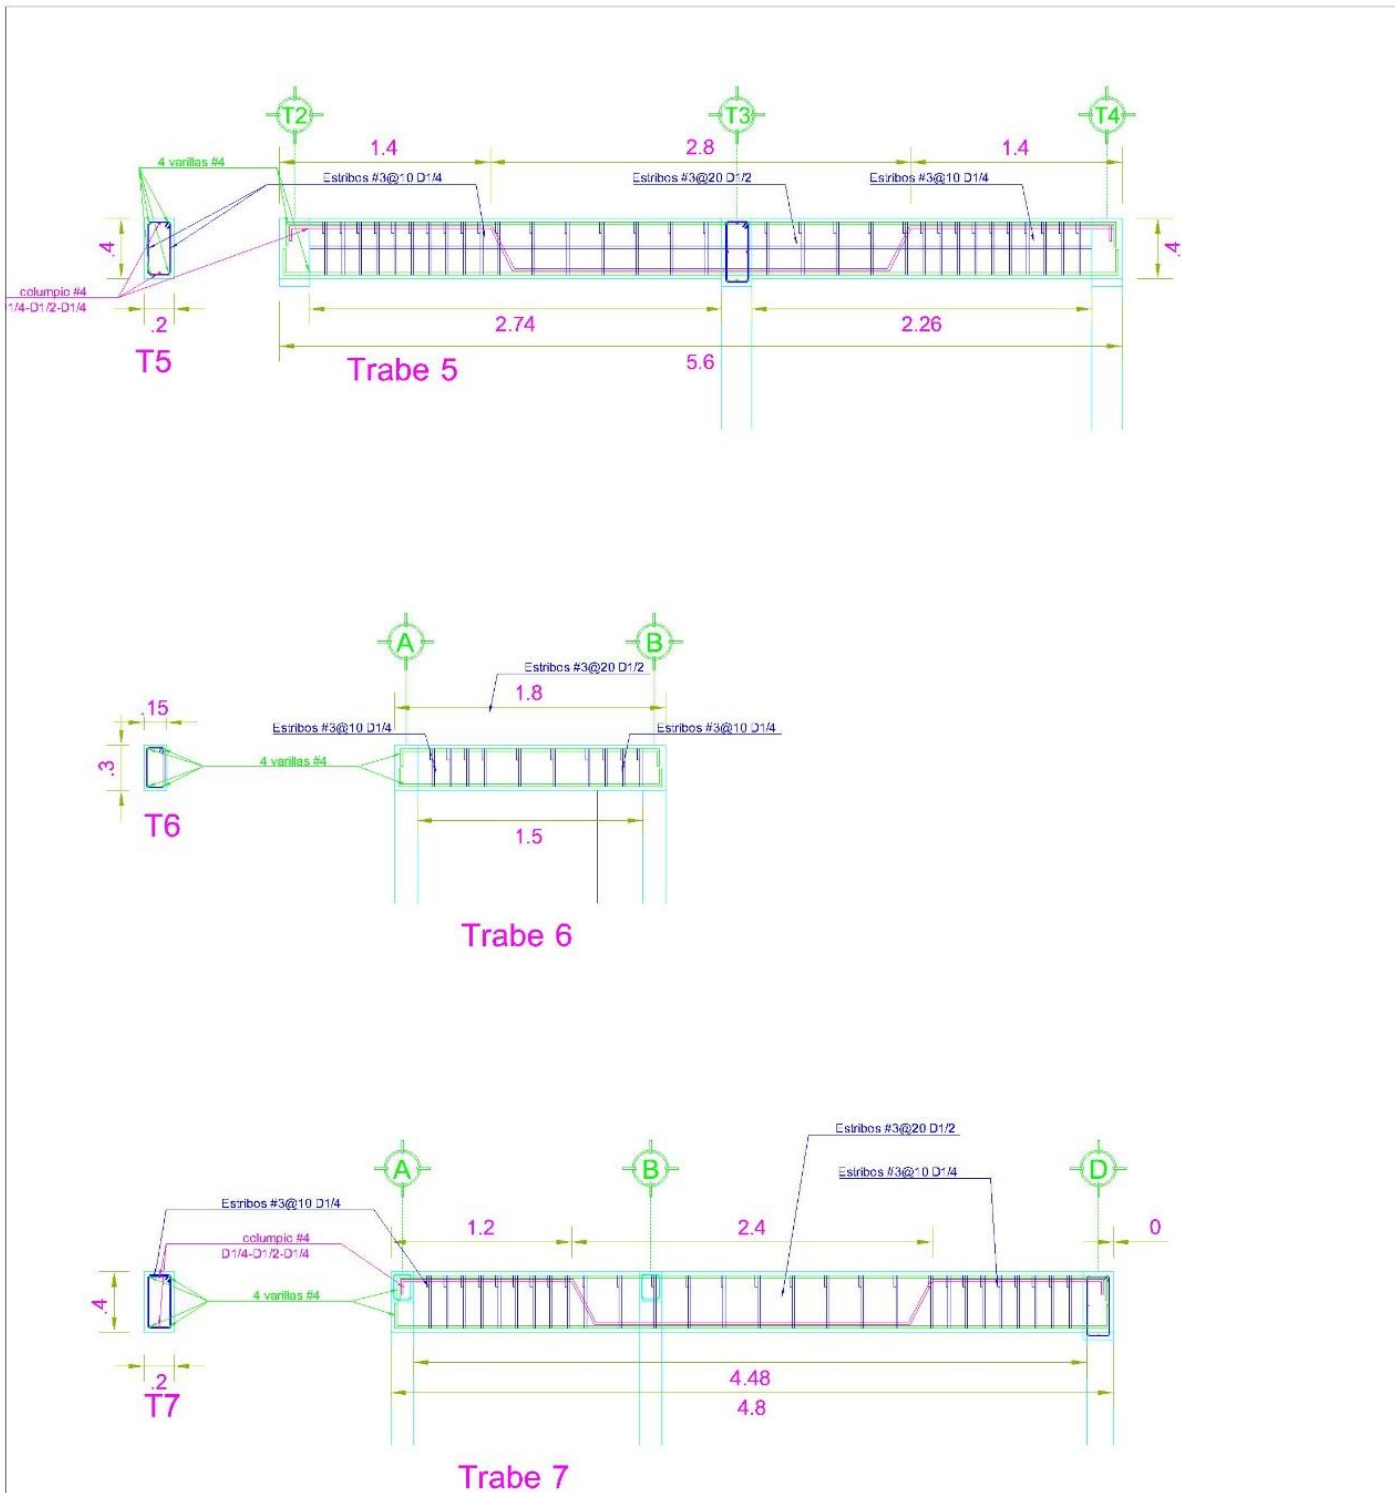 T2
T3
T4
1.4
2.8
1.4
4 varillas #4
Estribos #3@10 D1/4
Estribos #3@20 D1/2
Estribos #3@10 D1/4
.4
.4
columpio #4
1/4-D1/2-D1/4
.2
2.74
2.26
T5
Trabe 5
5.6
A
B
Estribos #3@20 D1/2
1.8
.15
Estribos #3@10 D1/4
Estribos #3@10 D1/4
.3
4 varillas #4
T6
1.5
Trabe 6
Estribos #3@20 D1/2
A
B
D
Estribos #3@10 D1/4
Estribos #3@10 D1/4
1.2
2.4
0
columpic #4
D1/4-D1/2-D1/4
.4
4 varillas #4
.2
4.48
T7
4.8
Trabe 7